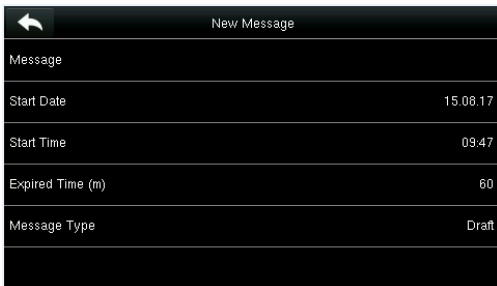 New Message
Message
Start Date 15.08.17
Start Time 09:47
Expired Time (m) 60
Message Type Draft